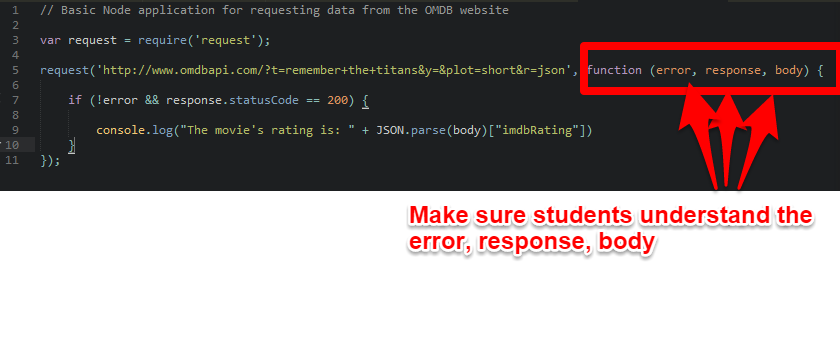 1 // Basic Node application for requesting data from the OMDB website
2
3 var request = require('request');
4
5 request('http://www.omdbapi.com/?t=remember+the+titans&y=&plot=short&r=json', function (error, response, body) {
6
7 if (!error && response.statusCode == 200) {
8
9 console.log("The movie's rating is: " + JSON.parse(body)["imdbRating"])
10 }
11 });
Make sure students understand the
error, response, body